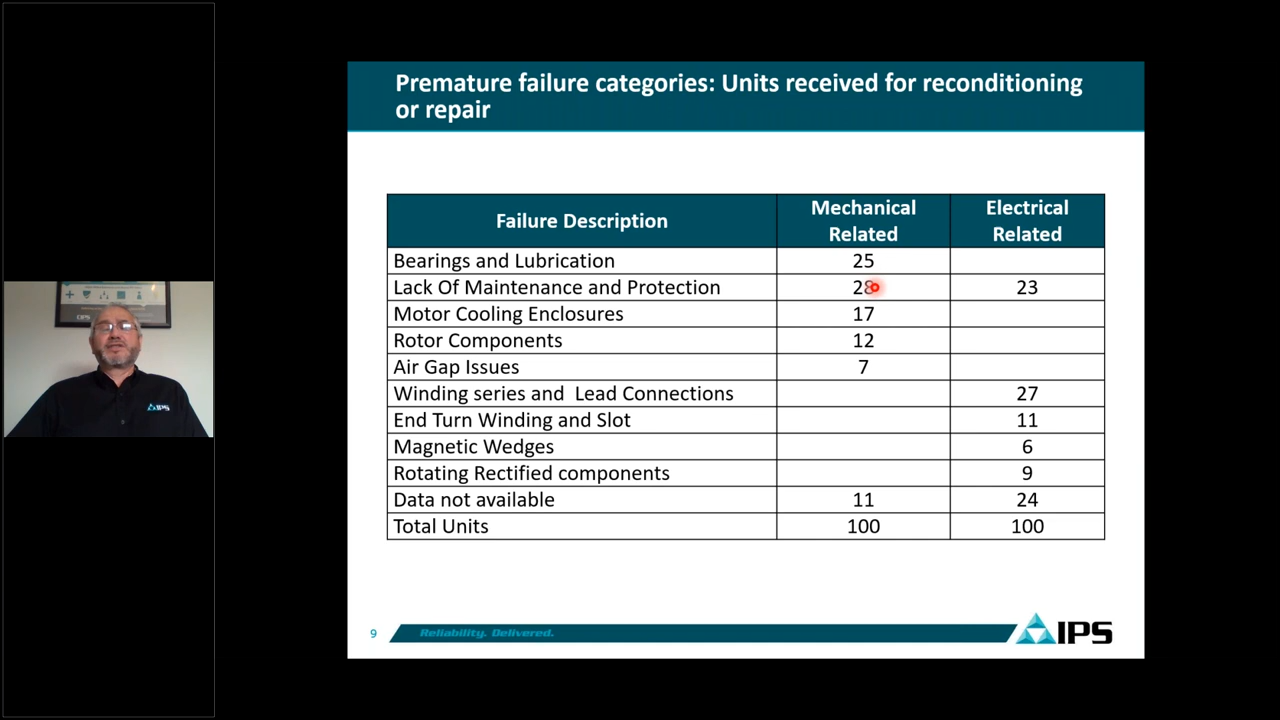 Premature failure categories: Units received for reconditioning
or repair
Failure Description
Mechanical
Related
Electrical
Related
Bearings and Lubrication 25
Lack Of Maintenance and Protection 28 23
Motor Cooling Enclosures 17
Rotor Components 12
Air Gap Issues 7
Winding series and Lead Connections 27
End Turn Winding and Slot 11
Magnetic Wedges 6
Rotating Rectified components 9
Data not available 11 24
Total Units 100 100
9 Reliability. Delivered.
IPS
IPS